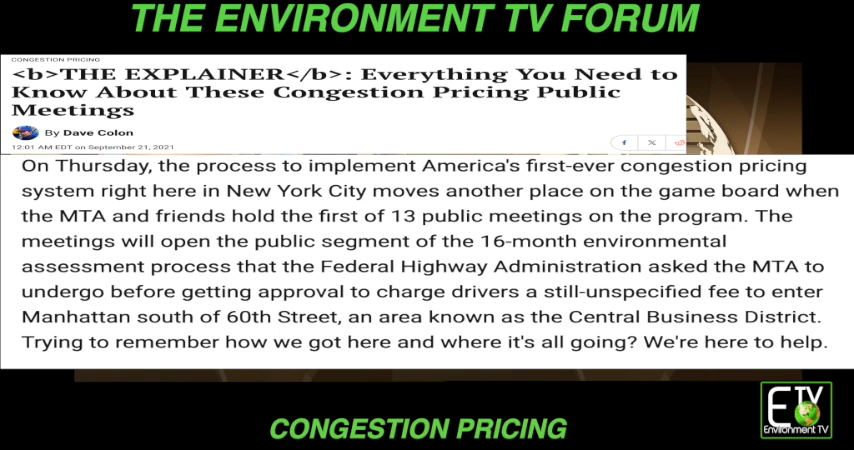 THE ENVIRONMENT TV FORUM
CONGESTION PRICING
<b>THE EXPLAINER</b>: Everything You Need to
Know About These Congestion Pricing Public
Meetings
By Dave Colon
12:01 AM EDT on September 21, 2021
On Thursday, the process to implement America's first-ever congestion pricing
system right here in New York City moves another place on the game board when
the MTA and friends hold the first of 13 public meetings on the program. The
meetings will open the public segment of the 16-month environmental
assessment process that the Federal Highway Administration asked the MTA to
undergo before getting approval to charge drivers a still-unspecified fee to enter
Manhattan south of 60th Street, an area known as the Central Business District.
Trying to remember how we got here and where it's all going? We're here to help.
CONGESTION PRICING
ETV
Environment TV